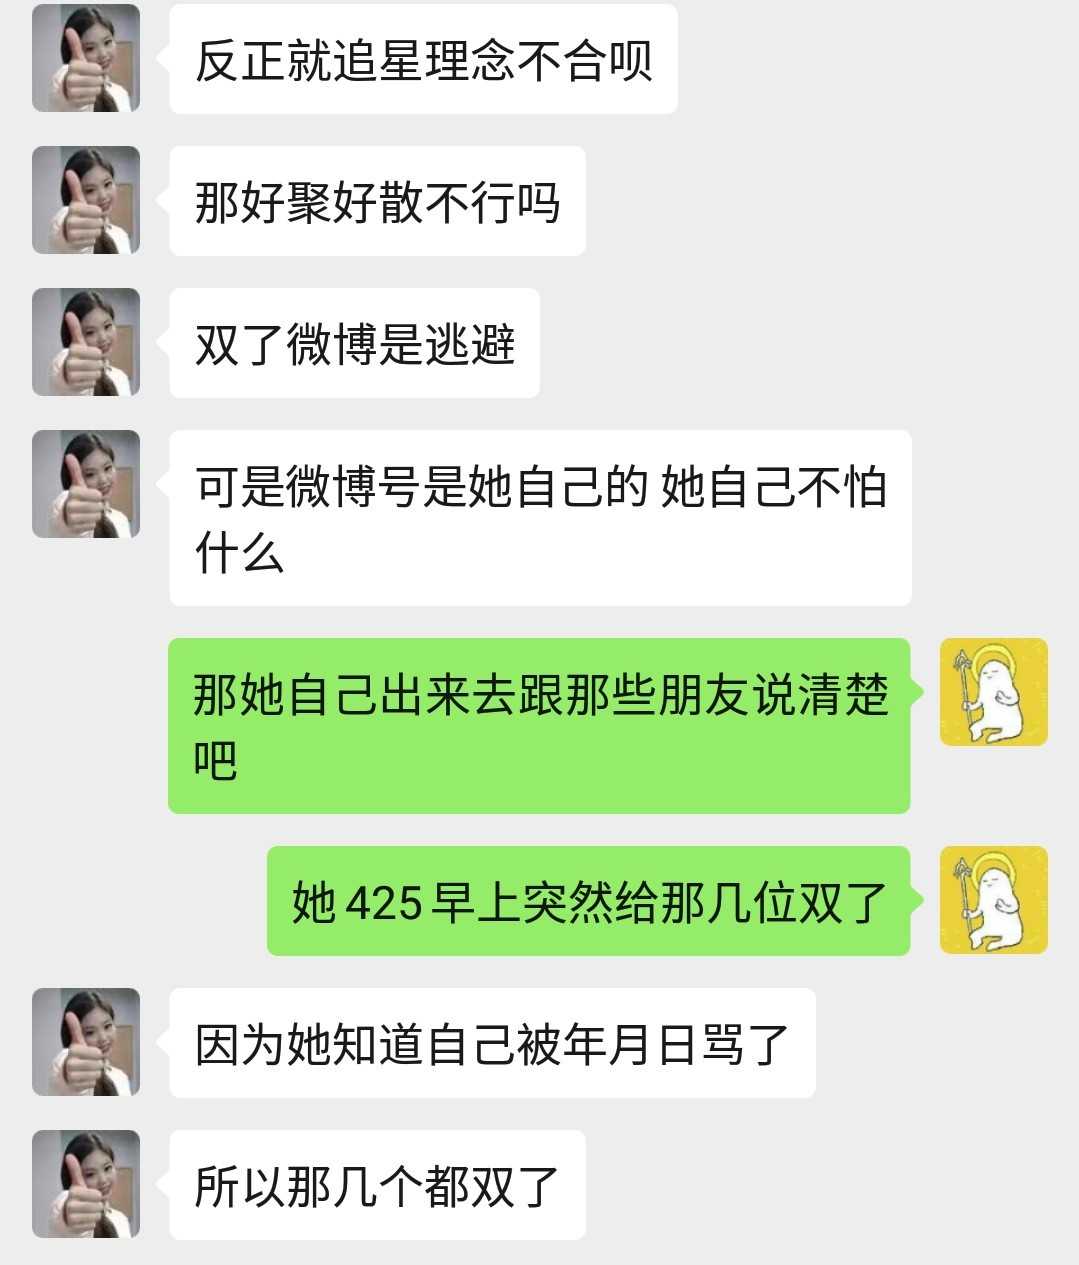 反正就追星理念不合呗
那好聚好散不行吗
双了微博是逃避
可是微博号是她自己的 她自己不怕
什么
那她自己出来去跟那些朋友说清楚
吧
她 425 早上突然给那几位双了
因为她知道自己被年月日骂了
所以那几个都双了